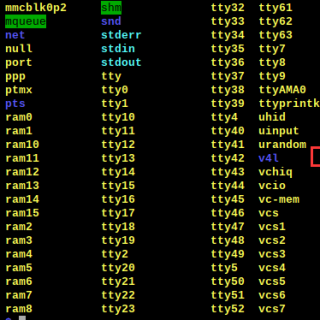 mmcblk0p2 shm tty32 tty61
mqueue snd tty33 tty62
net stderr tty34 tty63
null stdin tty35 tty7
port stdout tty36 tty8
ppp tty tty37 tty9
ptmx tty0 tty38 ttyAMA0
pts tty1 tty39 ttyprintk
ram0 tty10 tty4 uhid
ram1 tty11 tty40 uinput
ram10 tty12 tty41 urandom
ram11 tty13 tty42 v4l
ram12 tty14 tty43 vchiq
ram13 tty15 tty44 vcio
ram14 tty16 tty45 vc-mem
ram15 tty17 tty46 vcs
ram2 tty18 tty47 vcs1
ram3 tty19 tty48 vcs2
ram4 tty2 tty49 vcs3
ram5 tty20 tty5 vcs4
ram6 tty21 tty50 vcs5
ram7 tty22 tty51 vcs6
ram8 tty23 tty52 vcs7